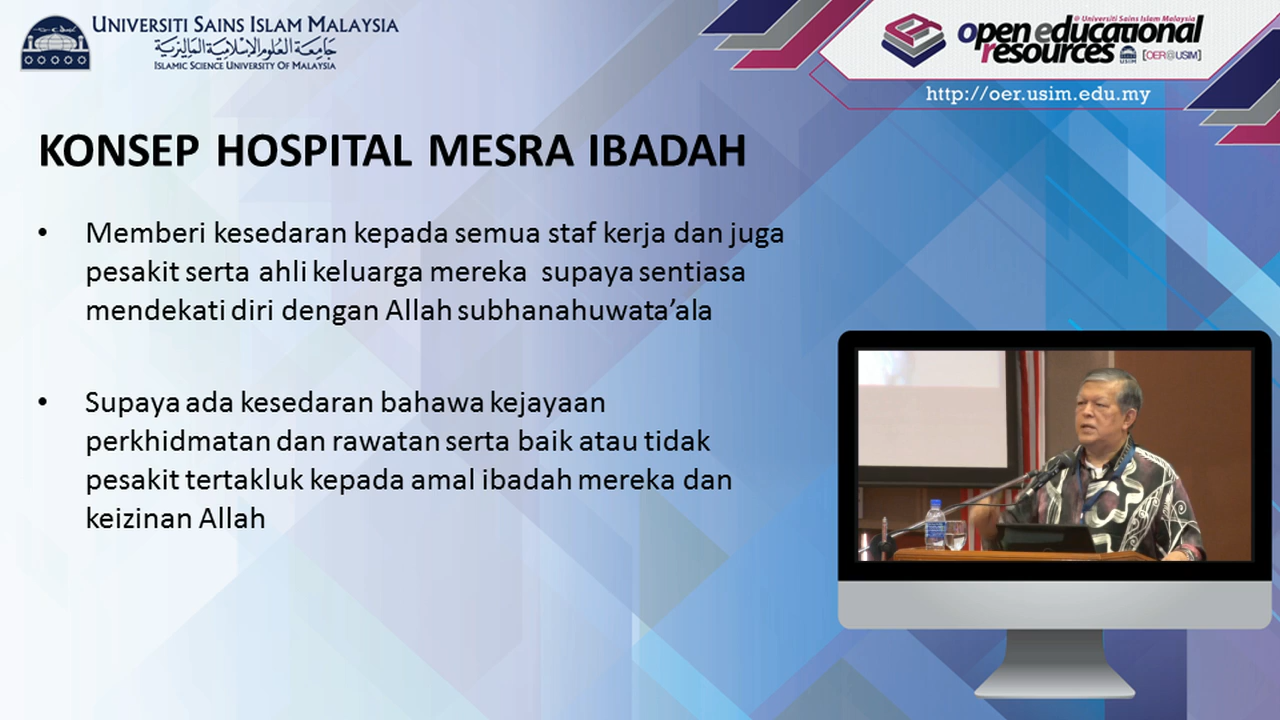 UNIVERSITI SAINS ISLAM MALAYSIA
جامعة العلوم الإسلامية الماليزية
ISLAMIC SCIENCE UNIVERSITY OF MALAYSIA
@ Universiti Sains Islam Malaysia
open educational
resources
USIM
[OER@USIM]
http://oer.usim.edu.my
KONSEP HOSPITAL MESRA IBADAH
• Memberi kesedaran kepada semua staf kerja dan juga
pesakit serta ahli keluarga mereka supaya sentiasa
mendekati diri dengan Allah subhanahuwata’ala
• Supaya ada kesedaran bahawa kejayaan
perkhidmatan dan rawatan serta baik atau tidak
pesakit tertakluk kepada amal ibadah mereka dan
keizinan Allah